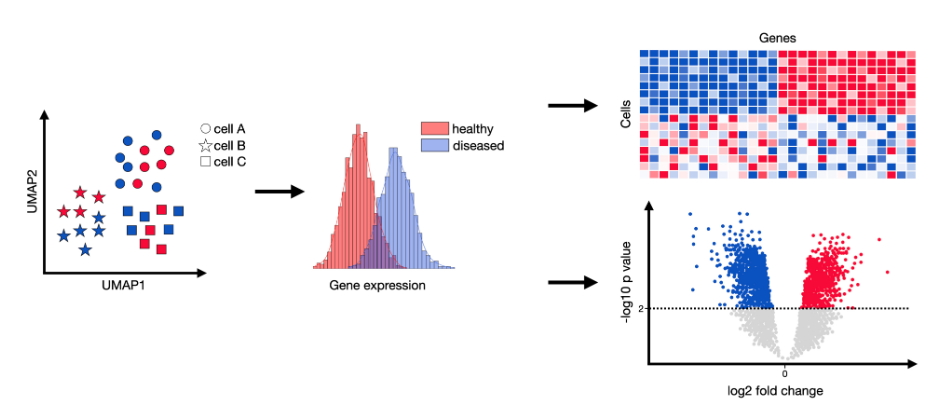 UMAP2
UMAP1
cell A
cell B
cell C
healthy
diseased
Gene expression
Genes
Cells
-log10 p value
2
0
log2 fold change